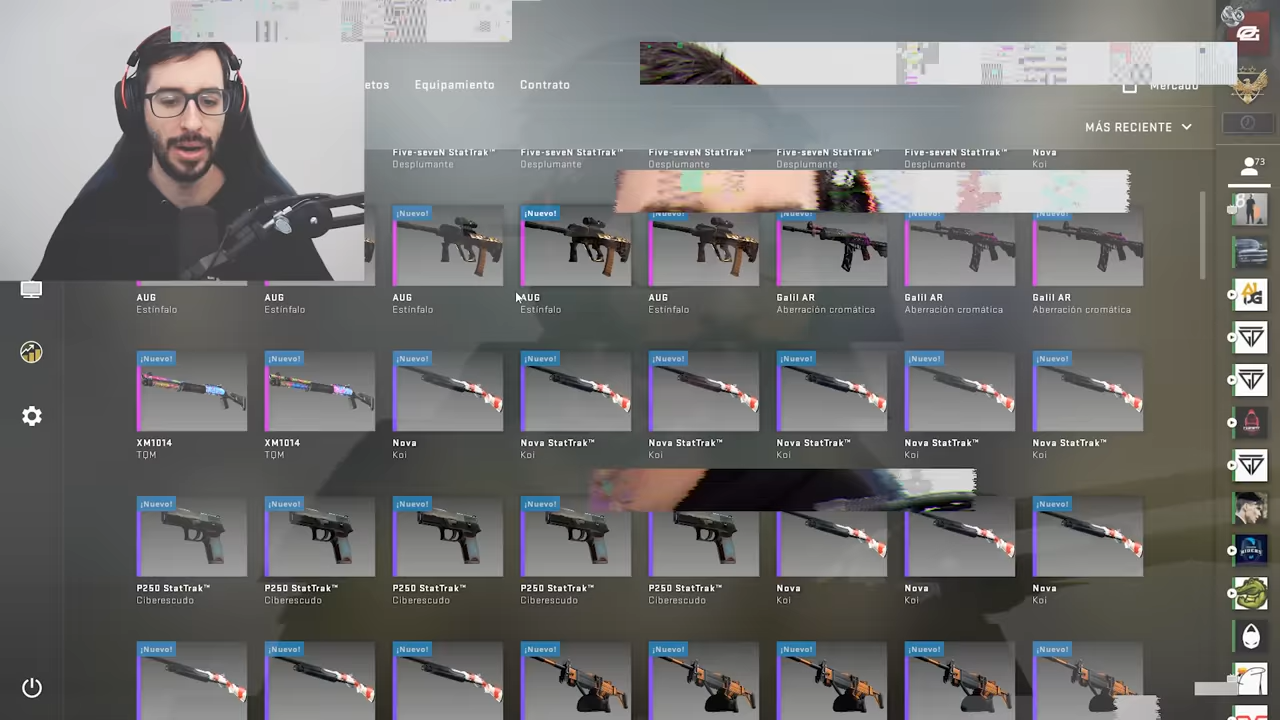 etos Equipamiento Contrato
Mercado
MÁS RECIENTE
73
Five-seveN StatTrak™ Five-seveN StatTrak™ Five-seveN StatTrak™ Five-seveN StatTrak™ Five-seveN StatTrak™ Nova
Desplumante Desplumante Desplumante Desplumante Desplumante Koi
¡Nuevo! ¡Nuevo! ¡Nuevo! ¡Nuevo! ¡Nuevo! ¡Nuevo!
AUG AUG AUG AUG AUG Galil AR Galil AR Galil AR
Estínfalo Estínfalo Estínfalo Estínfalo Estínfalo Aberración cromática Aberración cromática Aberración cromática
¡Nuevo! ¡Nuevo! ¡Nuevo! ¡Nuevo! ¡Nuevo! ¡Nuevo! ¡Nuevo! ¡Nuevo!
XM1014 XM1014 Nova Nova StatTrak™ Nova StatTrak™ Nova StatTrak™ Nova StatTrak™ Nova StatTrak™
TQM TQM Koi Koi Koi Koi Koi Koi
¡Nuevo! ¡Nuevo! ¡Nuevo! ¡Nuevo! ¡Nuevo! ¡Nuevo!
P250 StatTrak™ P250 StatTrak™ P250 StatTrak™ P250 StatTrak™ P250 StatTrak™ Nova Nova Nova
Ciberescudo Ciberescudo Ciberescudo Ciberescudo Ciberescudo Koi Koi Koi
¡Nuevo! ¡Nuevo! ¡Nuevo! ¡Nuevo! ¡Nuevo! ¡Nuevo! ¡Nuevo! ¡Nuevo!